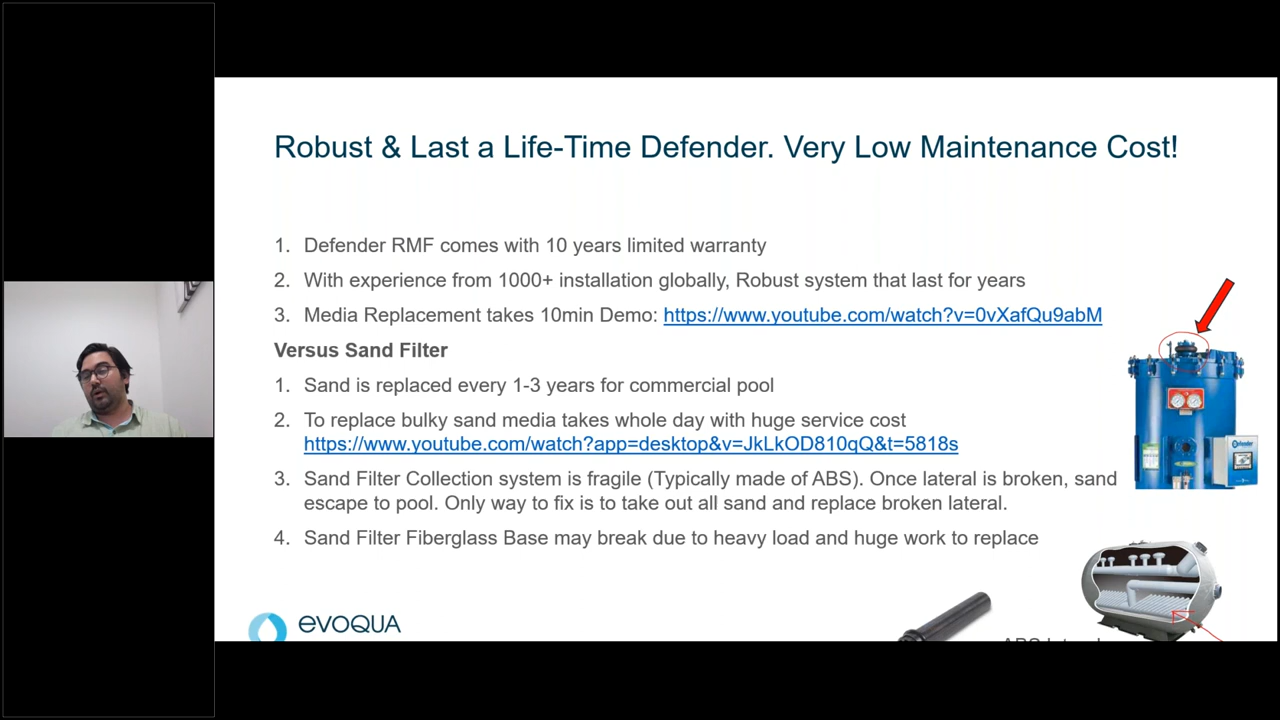 Robust & Last a Life-Time Defender. Very Low Maintenance Cost!
1. Defender RMF comes with 10 years limited warranty
2. With experience from 1000+ installation globally, Robust system that last for years
3. Media Replacement takes 10min Demo: https://www.youtube.com/watch?v=0vXafQu9abM
Versus Sand Filter
1. Sand is replaced every 1-3 years for commercial pool
2. To replace bulky sand media takes whole day with huge service cost
https://www.youtube.com/watch?app=desktop&v=JkLkOD810qQ&t=5818s
3. Sand Filter Collection system is fragile (Typically made of ABS). Once lateral is broken, sand
escape to pool. Only way to fix is to take out all sand and replace broken lateral.
4. Sand Filter Fiberglass Base may break due to heavy load and huge work to replace
evoqua